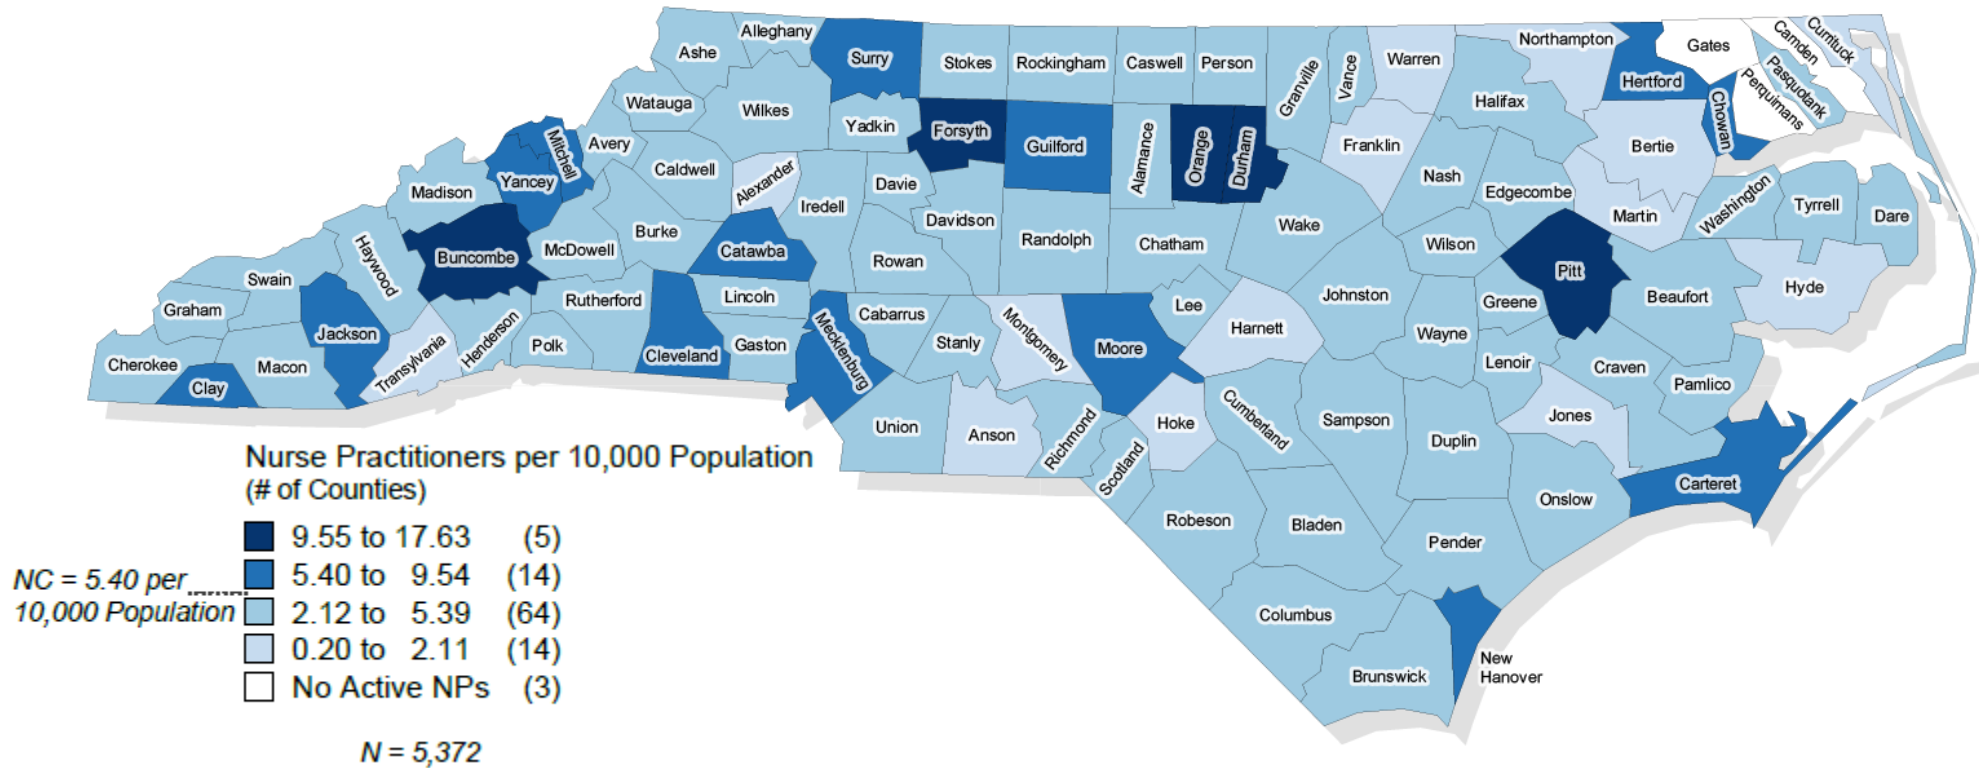 Alleghany
Ashe
Surry
Stokes
Rockingham
Caswell
Person
Granville
Vance
Warren
Northampton
Gates
Camden
Currituck
Hertford
Pasquotank
Perquimans
Chowan
Halifax
Watauga
Wilkes
Yadkin
Forsyth
Guilford
Alamance
Orange
Durham
Franklin
Bertie
Mitchell
Avery
Yancey
Madison
Caldwell
Alexander
Davie
Iredell
Nash
Edgecombe
Martin
Washington
Tyrrell
Dare
Davidson
Randolph
Chatham
Wake
Wilson
Burke
McDowell
Catawba
Rowan
Buncombe
Haywood
Swain
Pitt
Hyde
Graham
Jackson
Rutherford
Lincoln
Cabarrus
Lee
Johnston
Greene
Beaufort
Cherokee
Clay
Macon
Transylvania
Henderson
Polk
Cleveland
Gaston
Mecklenburg
Stanly
Montgomery
Moore
Harnett
Wayne
Lenoir
Craven
Pamlico
Union
Anson
Richmond
Scotland
Hoke
Cumberland
Sampson
Duplin
Jones
Onslow
Carteret
Robeson
Bladen
Pender
Columbus
Brunswick
New
Hanover
Nurse Practitioners per 10,000 Population
(# of Counties)
9.55 to 17.63 (5)
5.40 to 9.54 (14)
2.12 to 5.39 (64)
0.20 to 2.11 (14)
No Active NPs (3)
NC = 5.40 per
10,000 Population
N = 5,372